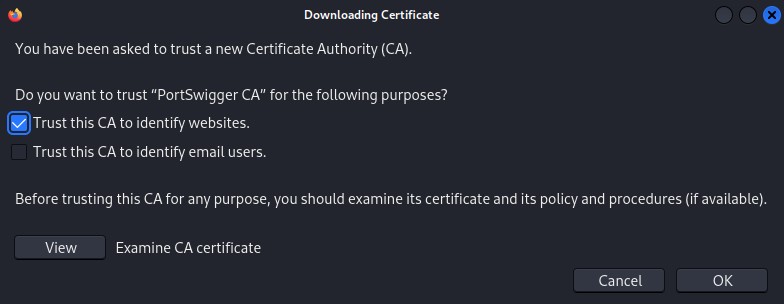 Downloading Certificate
You have been asked to trust a new Certificate Authority (CA).
Do you want to trust “PortSwigger CA” for the following purposes?
Trust this CA to identify websites.
Trust this CA to identify email users.
Before trusting this CA for any purpose, you should examine its certificate and its policy and procedures (if available).
View Examine CA certificate
Cancel OK